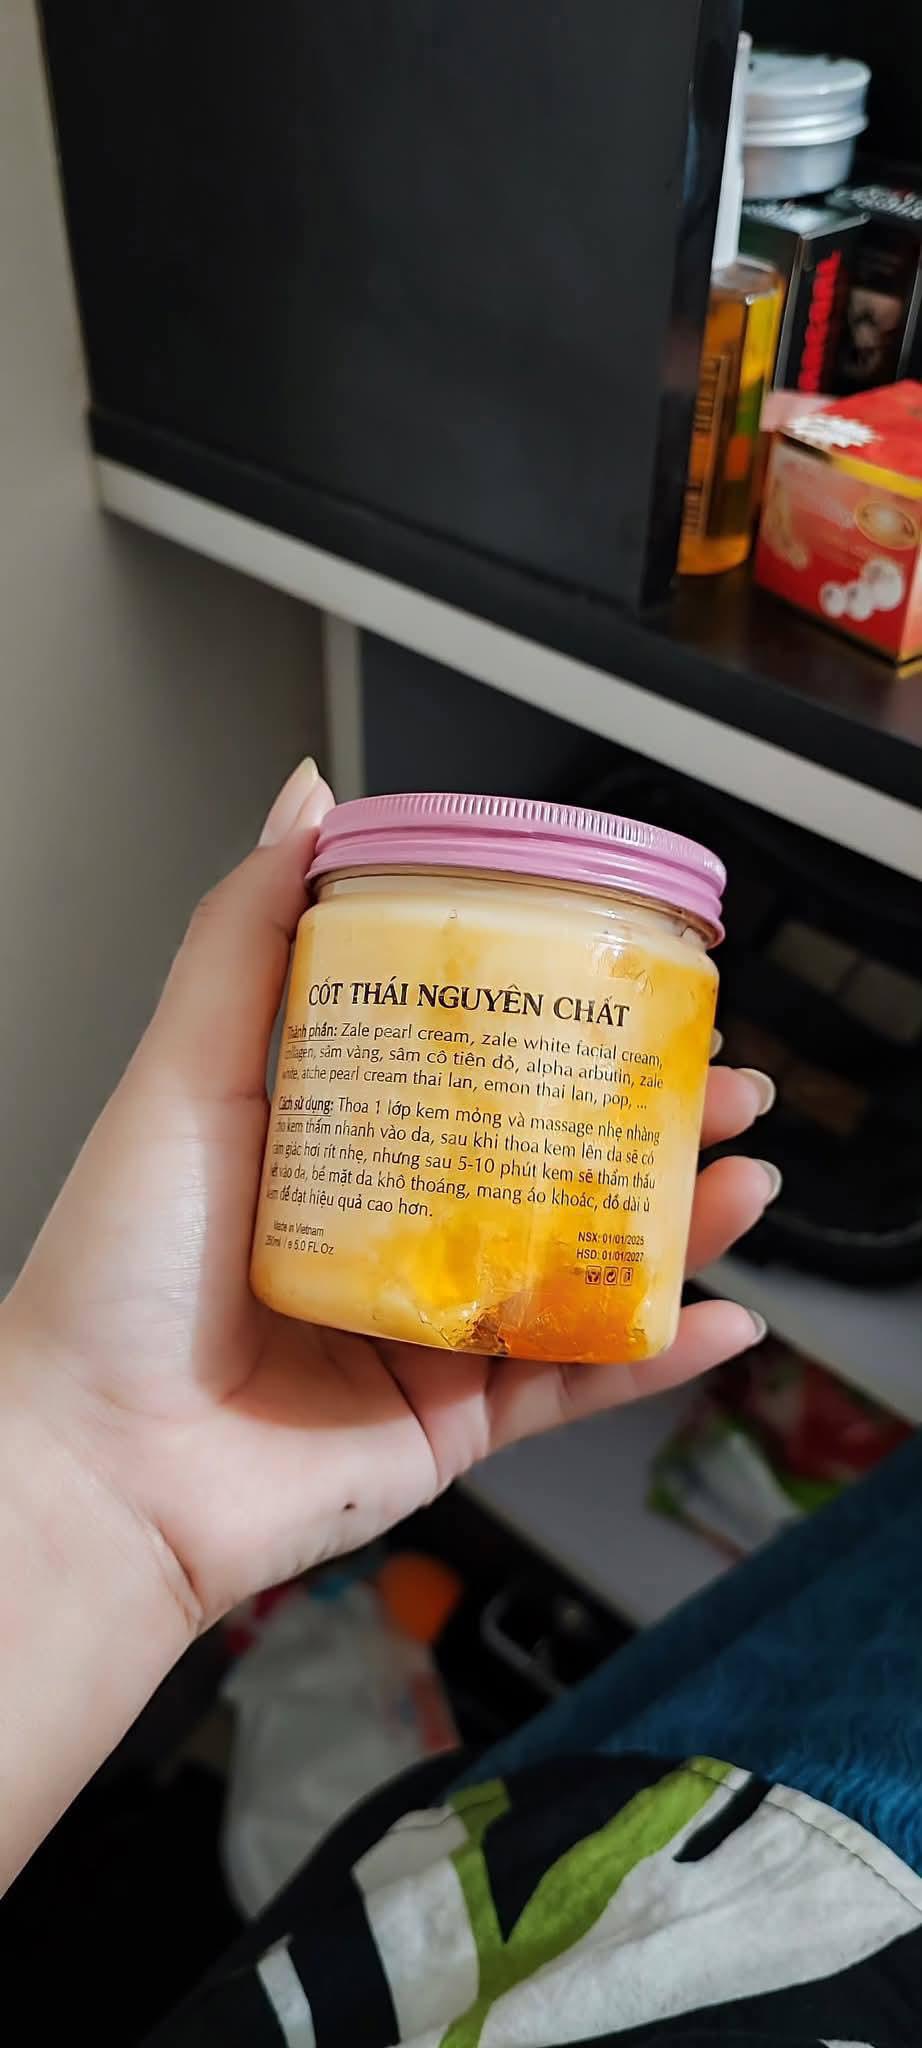 CỐT THÁI NGUYÊN CHẤT
Thành phần: Zale pearl cream, zale white facial cream,
collagen, sâm vàng, sâm cô tiên đỏ, alpha arbutin, zale
white, atche pearl cream thai lan, emon thai lan, pop, ...
Cách sử dụng: Thoa 1 lớp kem mỏng và massage nhẹ nhàng
cho kem thấm nhanh vào da, sau khi thoa kem lên da sẽ có
cảm giác hơi rít nhẹ, nhưng sau 5-10 phút kem sẽ thẩm thấu
hết vào da, bề mặt da khô thoáng, mang áo khoác, đồ dài ủ
kem để đạt hiệu quả cao hơn.
Made in Vietnam
250ml / e 5.0 FL Oz
NSX: 01/01/2025
HSD: 01/01/2027